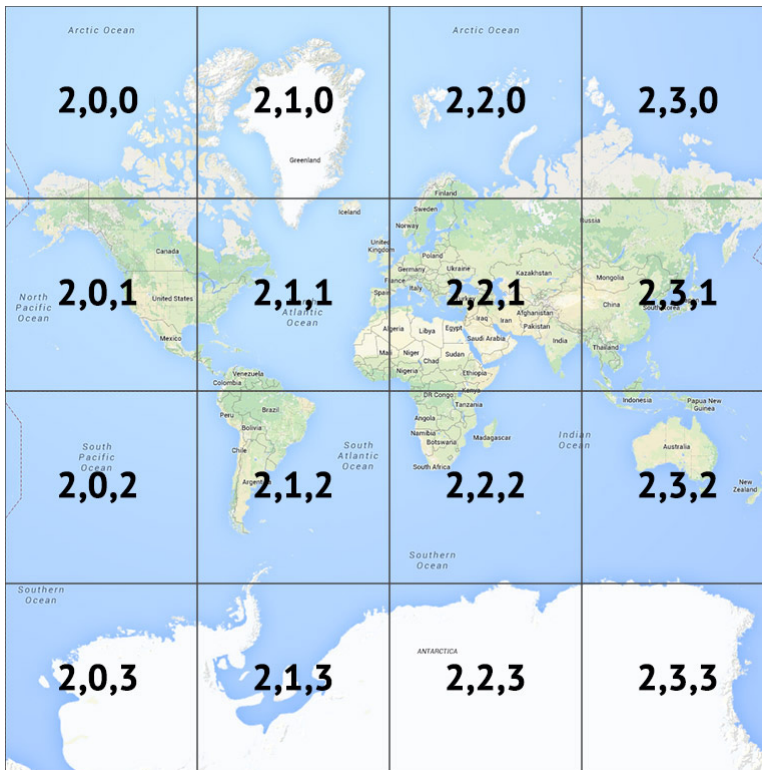 Arctic Ocean
Arctic Ocean
2,0,0
2,1,0
2,2,0
2,3,0
Greenland
Iceland
Finland
Sweden
Norway
Russia
United
Kingdom
Canada
Poland
Germany
Ukraine
Kazakhstan
Mongolia
France
Italy
Spain
2,0,1
2,1,1
2,2,1
2,3,1
North
Pacific
Ocean
United States
Atlantic
Ocean
China
South Korea
Iraq
Iran
Afghanistan
Pakistan
Algeria
Libya
Egypt
Saudi Arabia
India
Mexico
Mali
Niger
Chad
Sudan
Thailand
Nigeria
Ethiopia
Venezuela
Colombia
Kenya
DR Congo
Tanzania
Indonesia
Papua New
Guinea
Peru
Brazil
Angola
Bolivia
Namibia
Botswana
Madagascar
Indian
Ocean
Australia
South
Pacific
Ocean
Chile
South
Atlantic
Ocean
South Africa
2,0,2
2,1,2
2,2,2
2,3,2
New
Zealand
Southern
Ocean
Southern
Ocean
ANTARCTICA
2,0,3
2,1,3
2,2,3
2,3,3